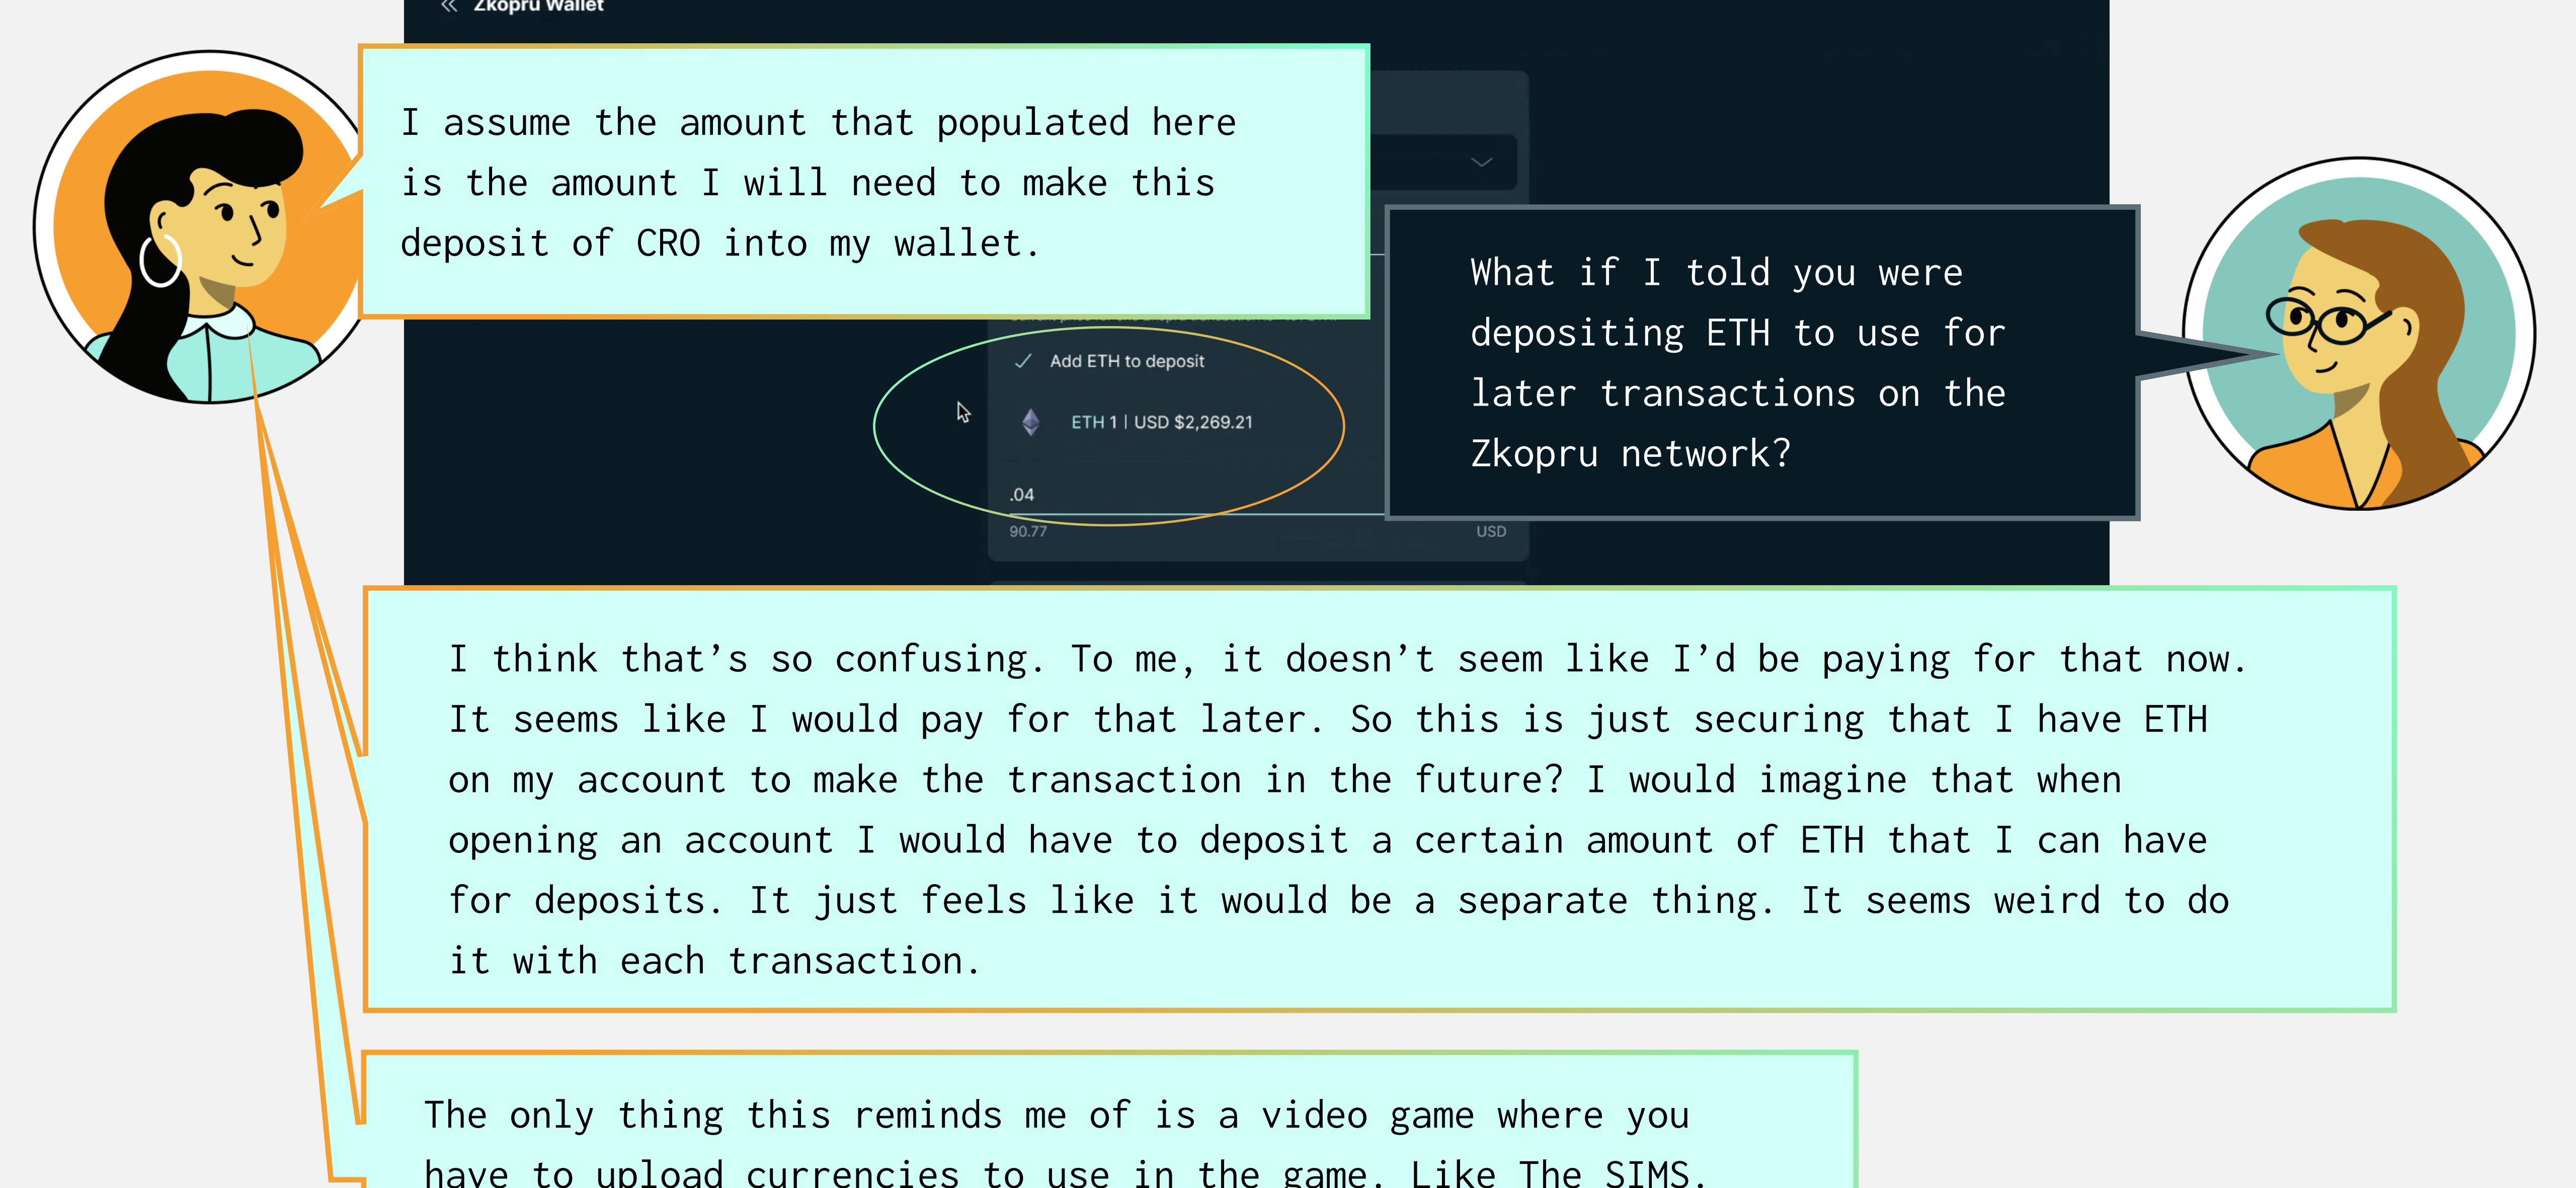 Zkopru Wallet
I assume the amount that populated here
is the amount I will need to make this
deposit of CRO into my wallet.
What if I told you were
depositing ETH to use for
later transactions on the
Zkopru network?
Add ETH to deposit
ETH 1 | USD $2,269.21
.04
90.77 USD
I think that’s so confusing. To me, it doesn’t seem like I’d be paying for that now.
It seems like I would pay for that later. So this is just securing that I have ETH
on my account to make the transaction in the future? I would imagine that when
opening an account I would have to deposit a certain amount of ETH that I can have
for deposits. It just feels like it would be a separate thing. It seems weird to do
it with each transaction.
The only thing this reminds me of is a video game where you
have to upload currencies to use in the game. Like The SIMS.